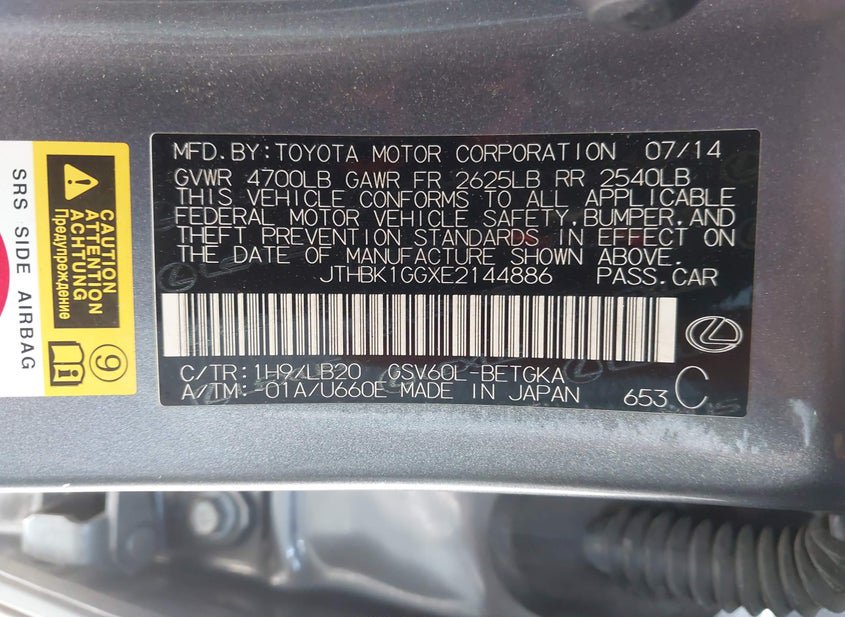 MFD.BY:TOYOTA MOTOR CORPORATION 07/14
GVWR 4700LB GAWR FR 2625LB RR 2540LB
THIS VEHICLE CONFORMS TO ALL APPLICABLE
FEDERAL MOTOR VEHICLE SAFETY,BUMPER,AND
THEFT PREVENTION STANDARDS IN EFFECT ON
THE DATE OF MANUFACTURE SHOWN ABOVE.
JTHBK1GGXE2144886 PASS.CAR
C/TR:1H9/LB20 GSV60L-BETGKA
A/TM:-01A/U660E MADE IN JAPAN 653 C
CAUTION
ATTENTION
ACHTUNG
Предупреждение
9
SRS SIDE AIRBAG